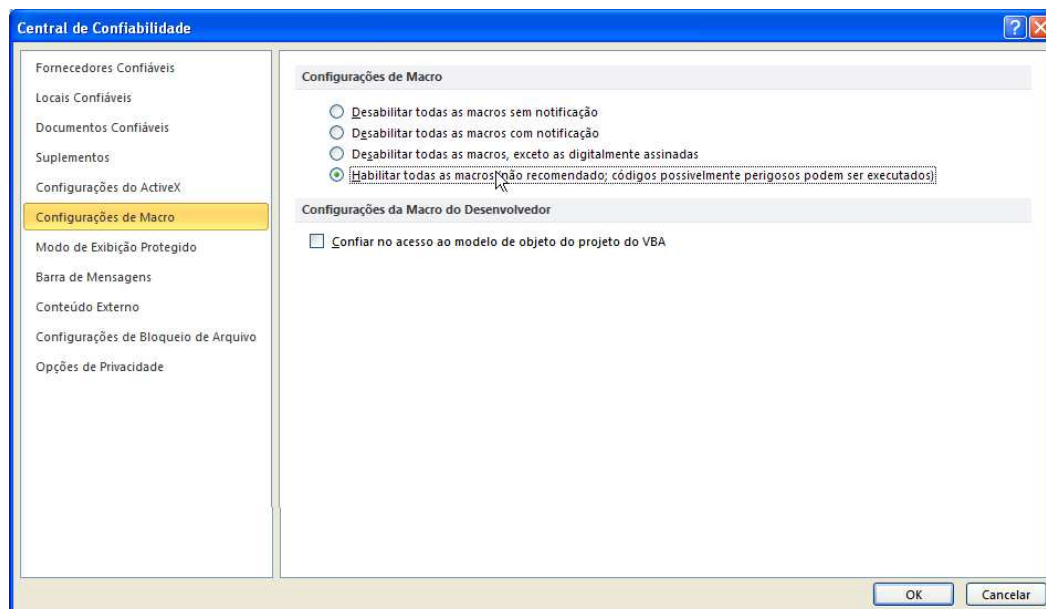 Central de Confiabilidade
Fornecedores Confiáveis
Locais Confiáveis
Documentos Confiáveis
Suplementos
Configurações do ActiveX
Configurações de Macro
Modo de Exibição Protegido
Barra de Mensagens
Conteúdo Externo
Configurações de Bloqueio de Arquivo
Opções de Privacidade
Configurações de Macro
Desabilitar todas as macros sem notificação
Desabilitar todas as macros com notificação
Desabilitar todas as macros, exceto as digitalmente assinadas
Habilitar todas as macros (não recomendado; códigos possivelmente perigosos podem ser executados)
Configurações da Macro do Desenvolvedor
Confiar no acesso ao modelo de objeto do projeto do VBA
OK
Cancelar